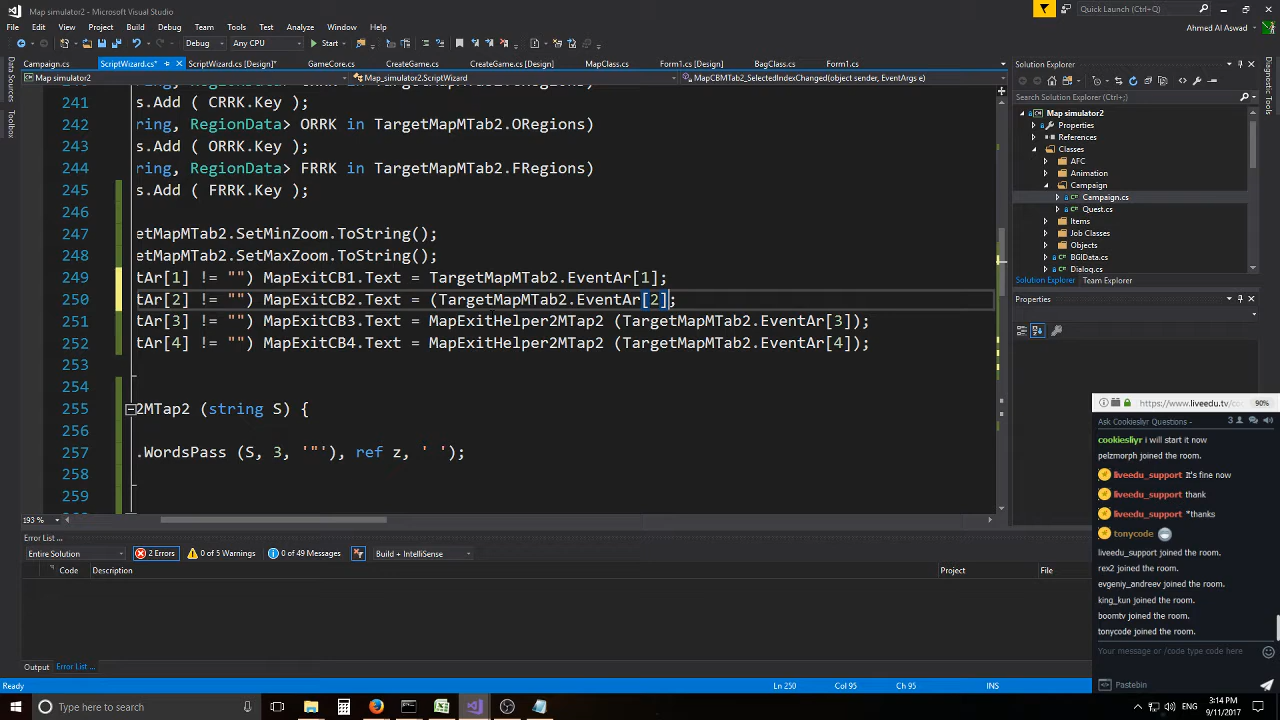 Map simulator2 - Microsoft Visual Studio
Quick Launch (Ctrl+Q)
File Edit View Project Build Debug Team Tools Test Analyze Window Help
Ahmed Al Aswad
Debug Any CPU Start
Data Sources
Toolbox
Campaign.cs ScriptWizard.cs* ScriptWizard.cs [Design]* GameCore.cs CreateGame.cs CreateGame.cs [Design] MapClass.cs Form1.cs [Design] BagClass.cs Form1.cs
Map simulator2 Map_simulator2.ScriptWizard MapCBMTab2_SelectedIndexChanged(object sender, EventArgs e)
241 s.Add ( CRRK.Key );
242 ring, RegionData> ORRK in TargetMapMTab2.ORegions)
243 s.Add ( ORRK.Key );
244 ring, RegionData> FRRK in TargetMapMTab2.FRegions)
245 s.Add ( FRRK.Key );
246
247 etMapMTab2.SetMinZoom.ToString();
248 etMapMTab2.SetMaxZoom.ToString();
249 tAr[1] != "") MapExitCB1.Text = TargetMapMTab2.EventAr[1];
250 tAr[2] != "") MapExitCB2.Text = (TargetMapMTab2.EventAr[2];
251 tAr[3] != "") MapExitCB3.Text = MapExitHelper2MTap2 (TargetMapMTab2.EventAr[3]);
252 tAr[4] != "") MapExitCB4.Text = MapExitHelper2MTap2 (TargetMapMTab2.EventAr[4]);
253
254
255 2MTap2 (string S) {
256
257 .WordsPass (S, 3, '"'), ref z, ' ');
258
259
193 %
Solution Explorer
Search Solution Explorer (Ctrl+;)
Map simulator2
Properties
References
Classes
AFC
Animation
Campaign
Campaign.cs
Quest.cs
Items
Job Classes
Objects
BGIData.cs
Dialog.cs
Solution Explorer Team Explorer
Properties
Diagnostic Tools
Error List ...
Entire Solution 2 Errors 0 of 5 Warnings 0 of 49 Messages Build + IntelliSense
Code Description Project File
Output Error List ...
Ready Ln 250 Col 95 Ch 95 INS
90%
Ask Cookiesliyr Questions - 3
cookiesliyr i will start it now
pelzmorph joined the room.
liveedu_support It's fine now
liveedu_support thank
liveedu_support *thanks
tonycode
liveedu_support joined the room.
rex2 joined the room.
evgeniy_andreev joined the room.
king_kun joined the room.
boomtv joined the room.
tonycode joined the room.
Your message or /code type code here
Pastebin
Type here to search
ENG
3:14 PM
9/11/2017